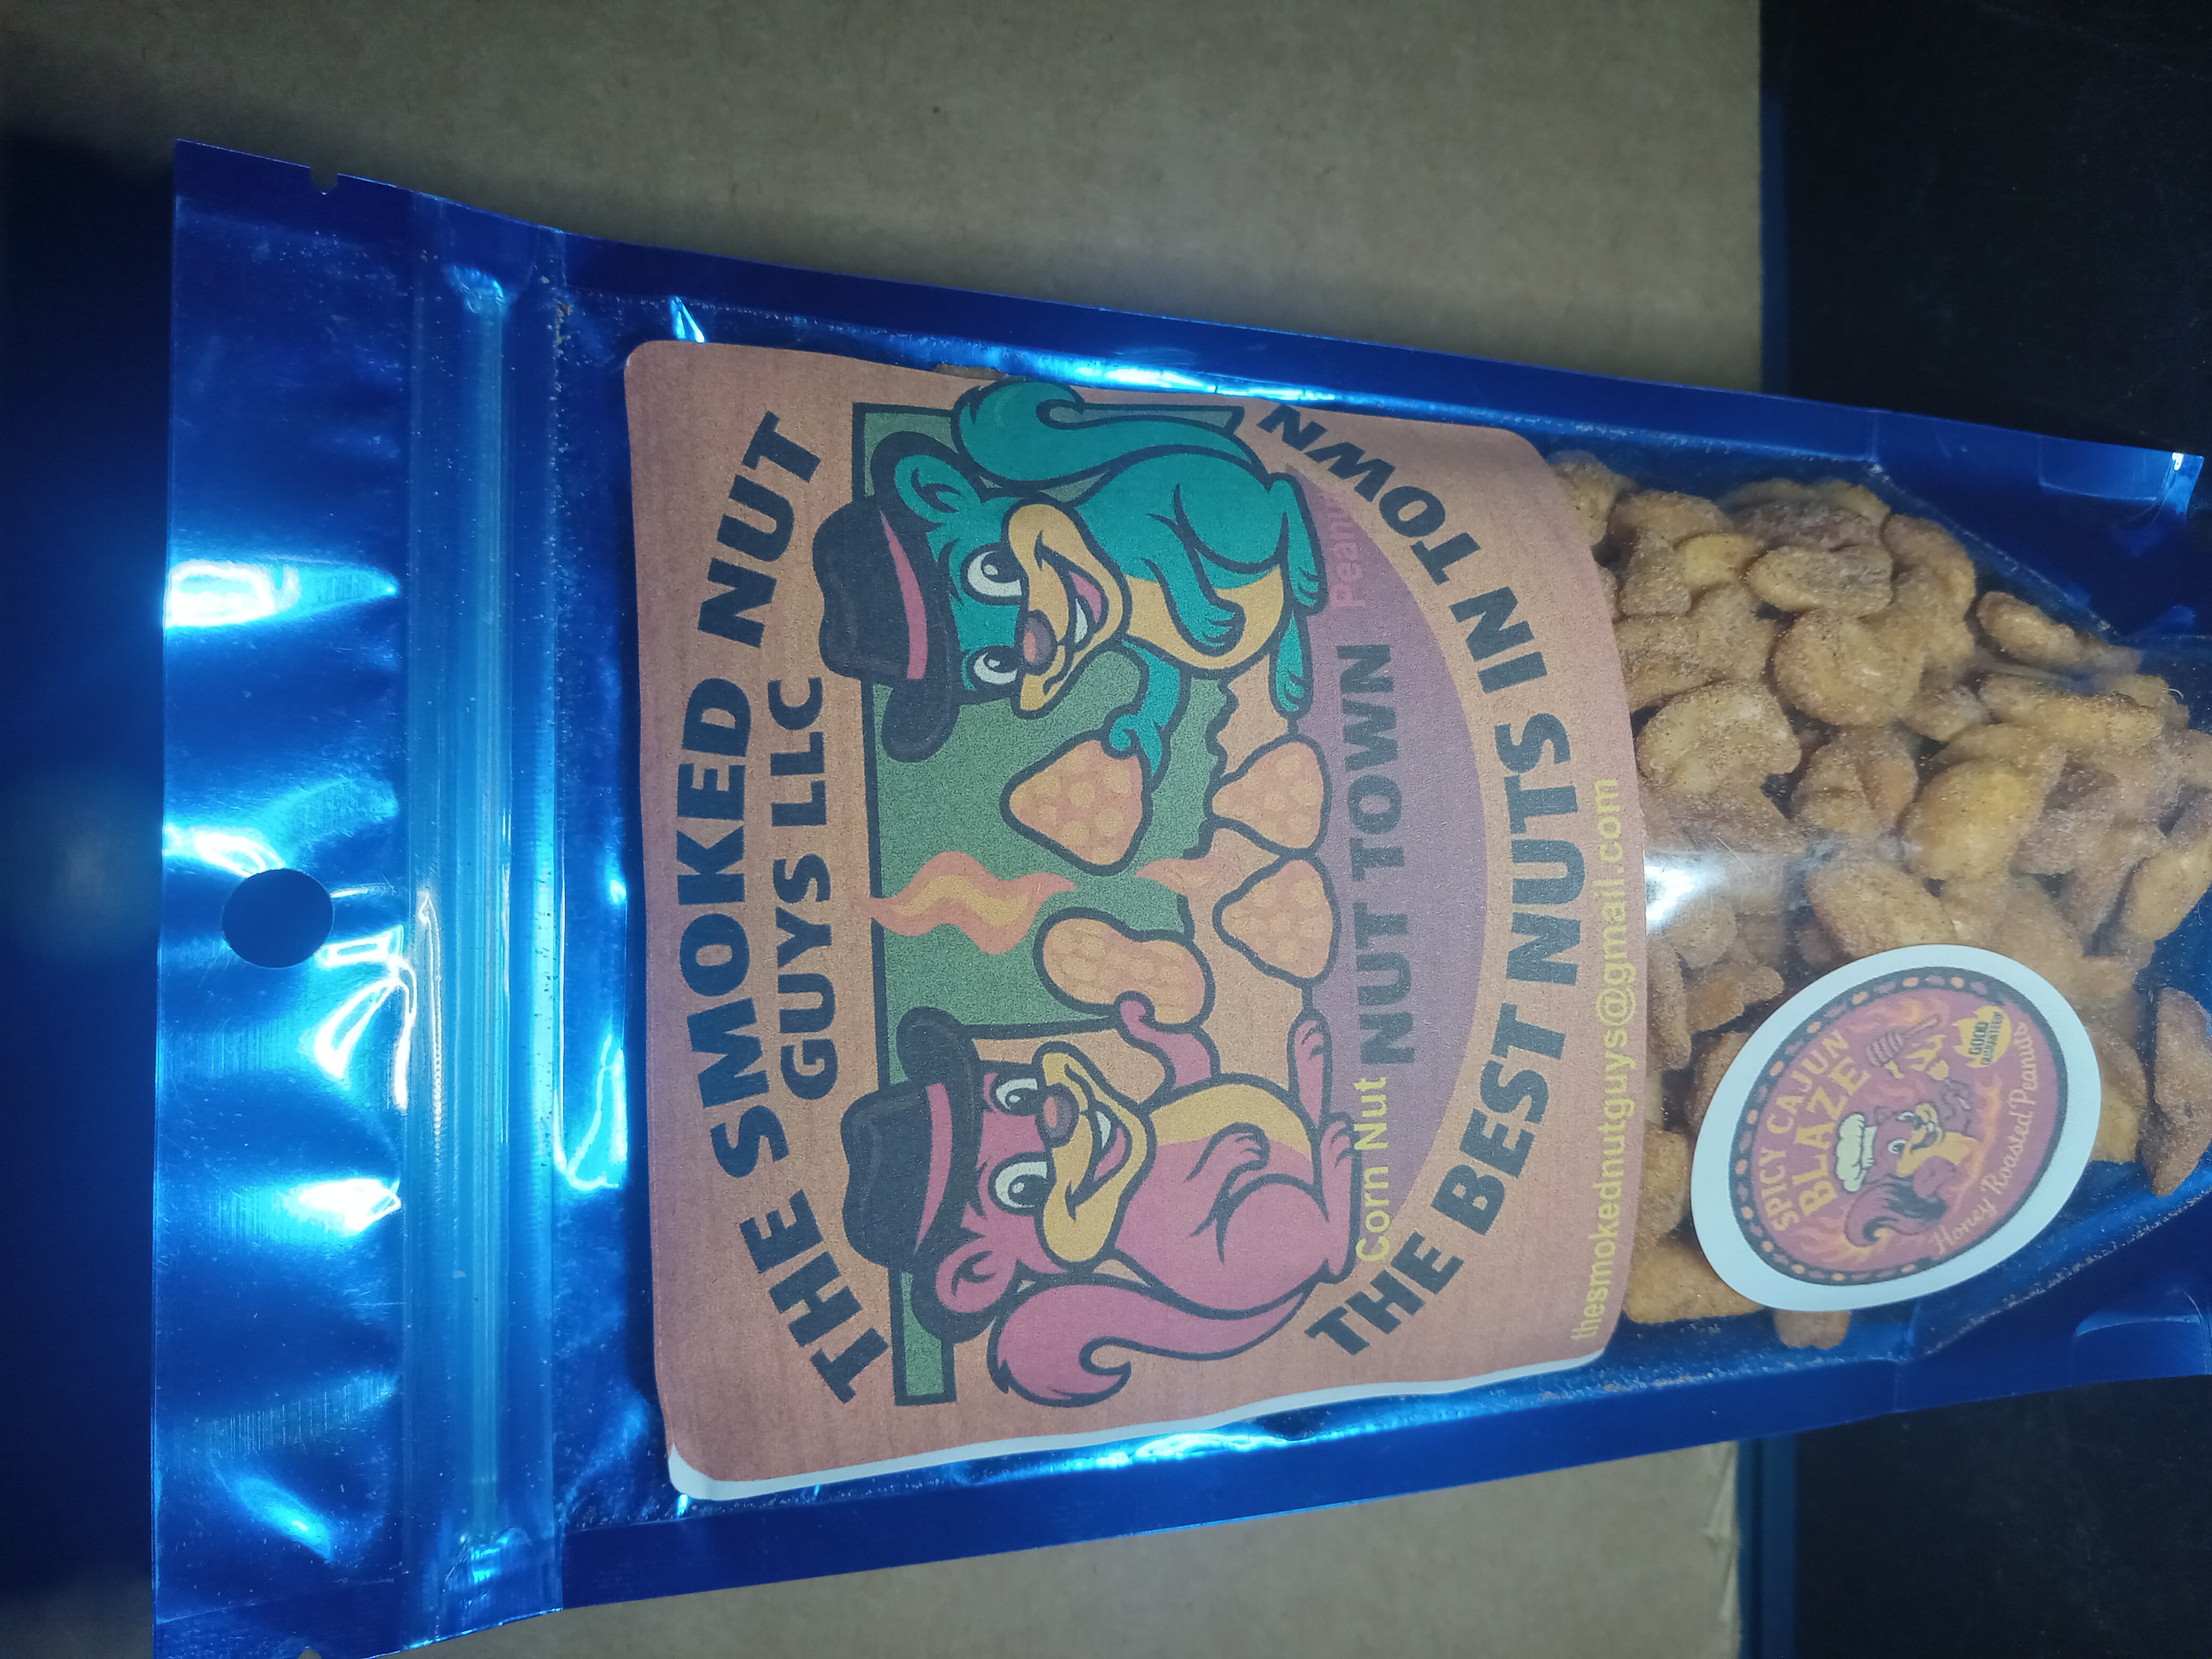 THE SMOKED NUT
GUYS LLC
Corn Nut
NUT TOWN
THE BEST NUTS IN TOWN
thesmokednutguys@gmail.com
SPICY CAJUN
BLAZE
GOOD
Honey Roasted Peanuts